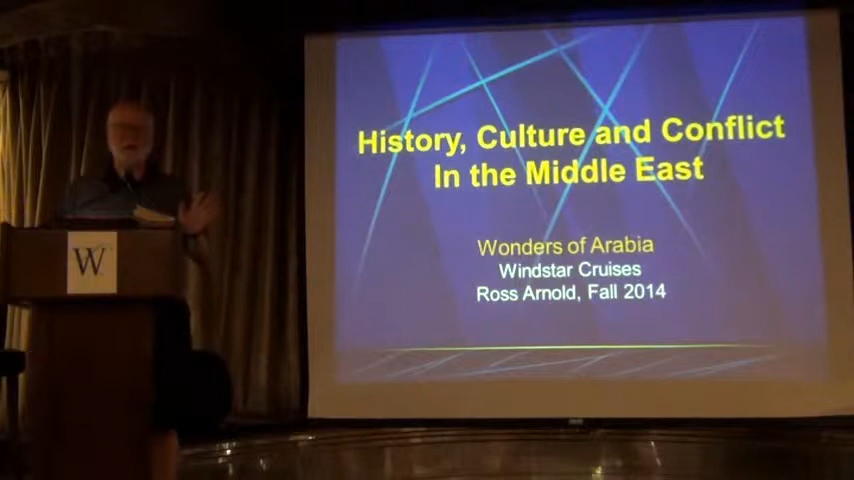 History, Culture and Conflict
In the Middle East
Wonders of Arabia
Windstar Cruises
Ross Arnold, Fall 2014
W